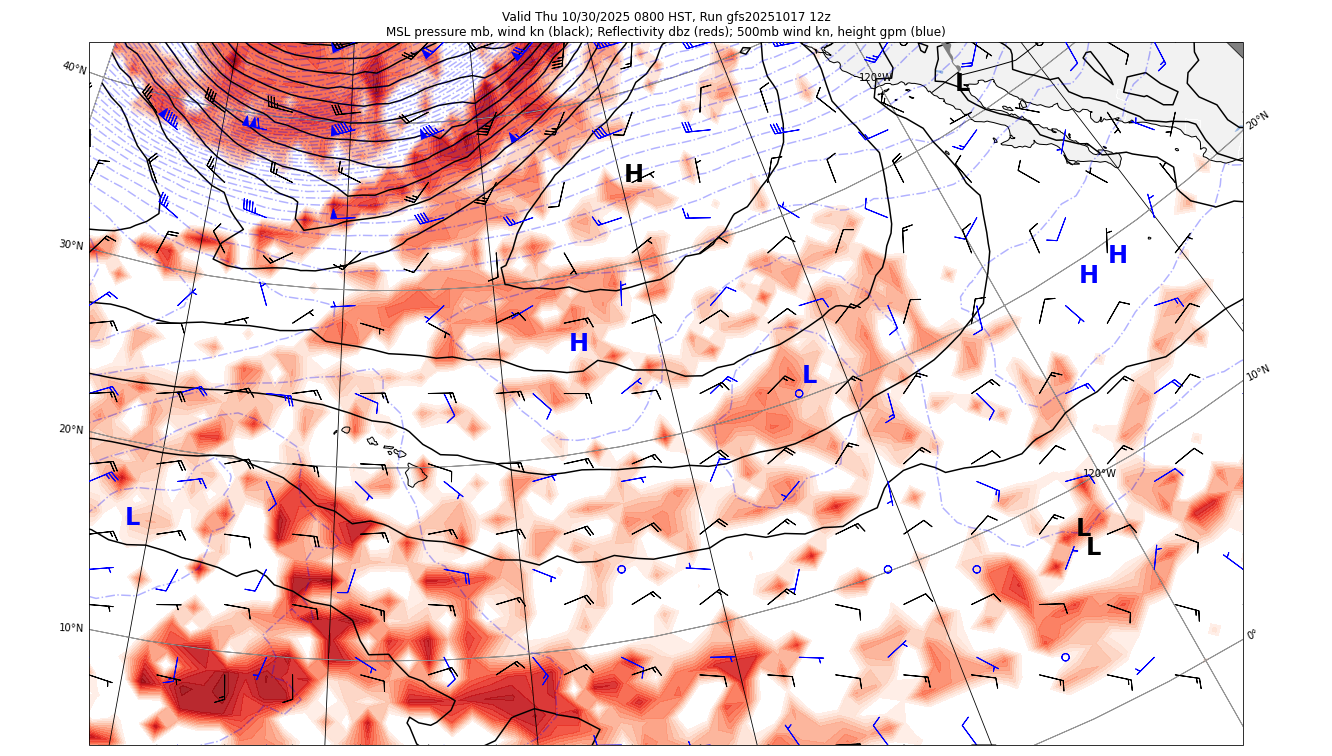 Valid Thu 10/30/2025 0800 HST, Run gfs20251017 12z
MSL pressure mb, wind kn (black); Reflectivity dbz (reds); 500mb wind kn, height gpm (blue)
40°N
120°W
L
20°N
H
30°N
H
H
H
L
10°N
20°N
120°W
L
L
L
10°N
0°